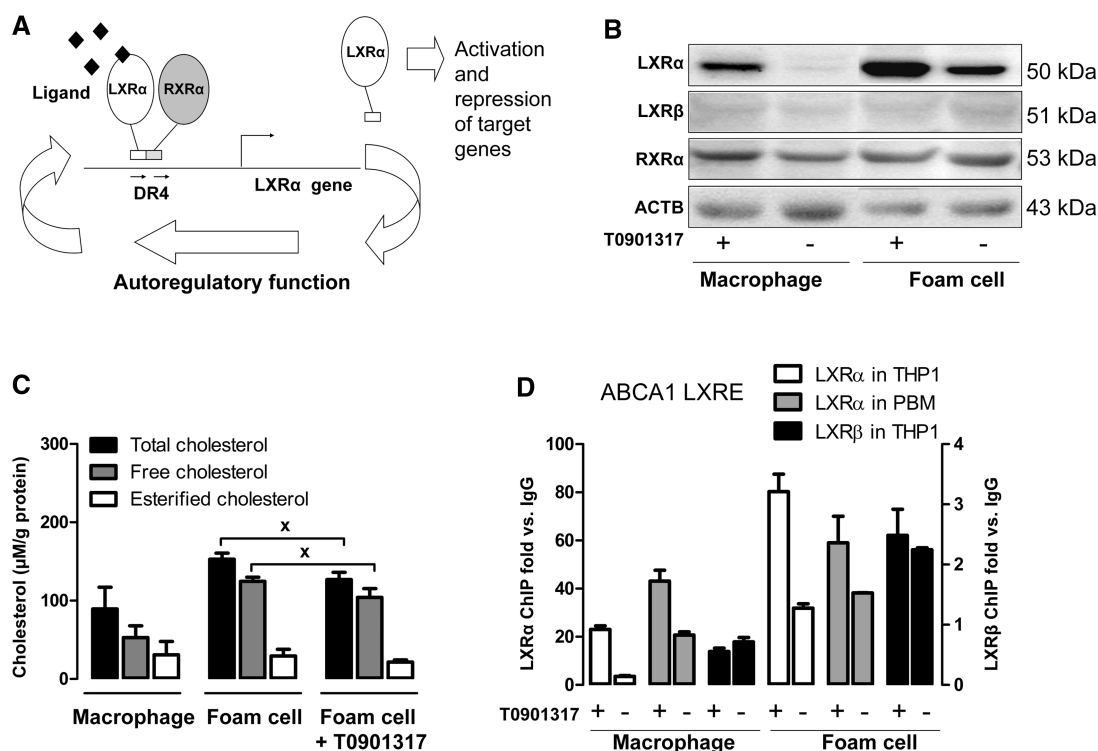 A
LXRα
RXRα
Ligand
LXRα
Activation
and
repression
of target
genes
DR4
LXRα gene
Autoregulatory function
B
LXRα
50 kDa
LXRβ
51 kDa
RXRα
53 kDa
ACTB
43 kDa
T0901317 + - + -
Macrophage Foam cell
C
Total cholesterol
Free cholesterol
Esterified cholesterol
Cholesterol (µM/g protein)
300
200
100
0
x
x
Macrophage Foam cell Foam cell
+ T0901317
D
ABCA1 LXRE
LXRα in THP1
LXRα in PBM
LXRβ in THP1
LXRα ChIP fold vs. IgG
100
80
60
40
20
0
4
3
2
1
0
LXRβ ChIP fold vs. IgG
T0901317 + - + - + - + - + - + -
Macrophage Foam cell